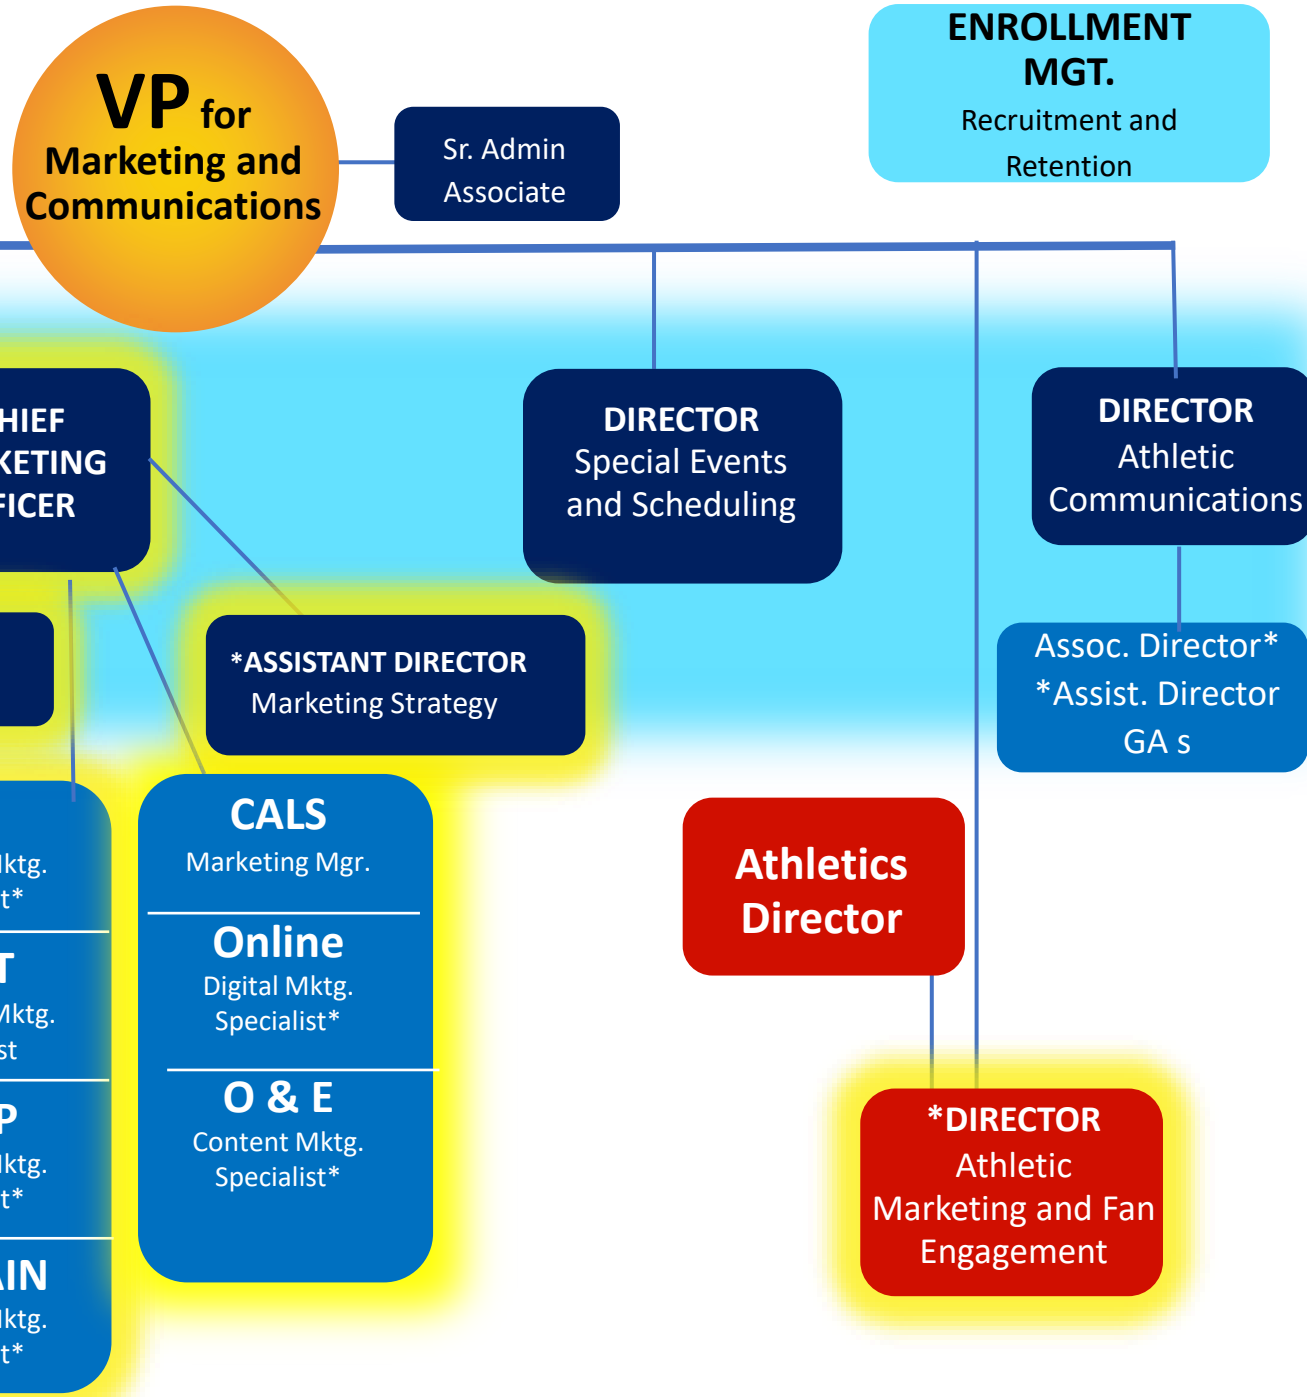 VP for
Marketing and
Communications
Sr. Admin
Associate
ENROLLMENT
MGT.
Recruitment and
Retention
DIRECTOR
Special Events
and Scheduling
DIRECTOR
Athletic
Communications
*ASSISTANT DIRECTOR
Marketing Strategy
Assoc. Director*
*Assist. Director
GA s
CALS
Marketing Mgr.
Online
Digital Mktg.
Specialist*
O & E
Content Mktg.
Specialist*
Athletics
Director
*DIRECTOR
Athletic
Marketing and Fan
Engagement